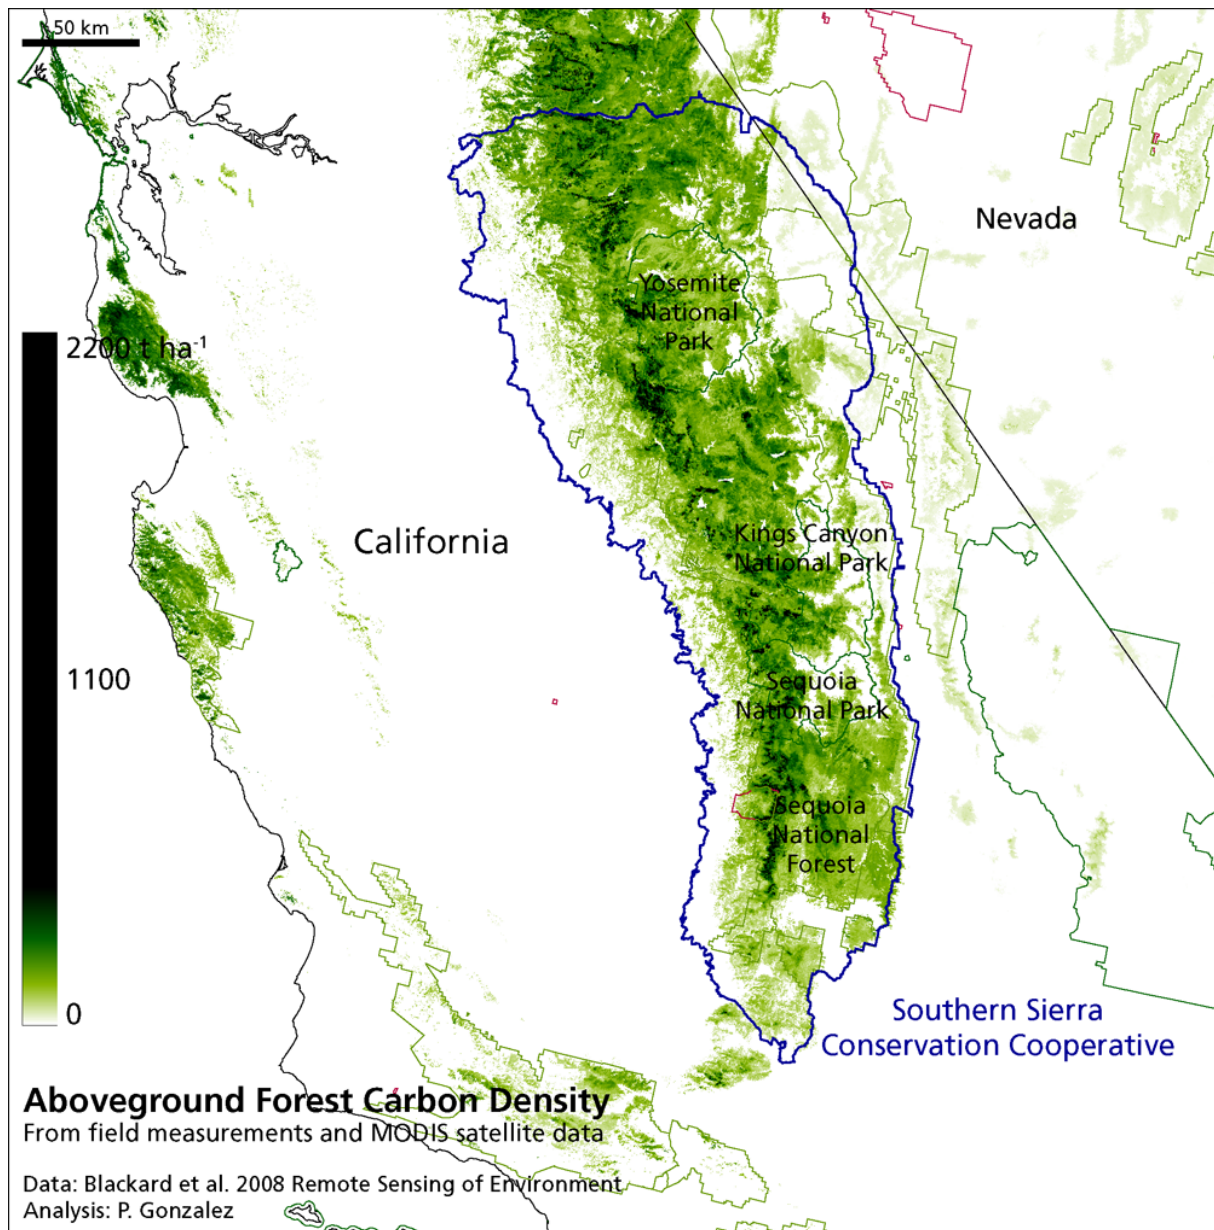 50 km
Nevada
Yosemite
National
Park
2200 t ha-1
California
Kings Canyon
National Park
1100
Sequoia
National Park
Sequoia
National
Forest
0
Southern Sierra
Conservation Cooperative
Aboveground Forest Carbon Density
From field measurements and MODIS satellite data
Data: Blackard et al. 2008 Remote Sensing of Environment
Analysis: P. Gonzalez